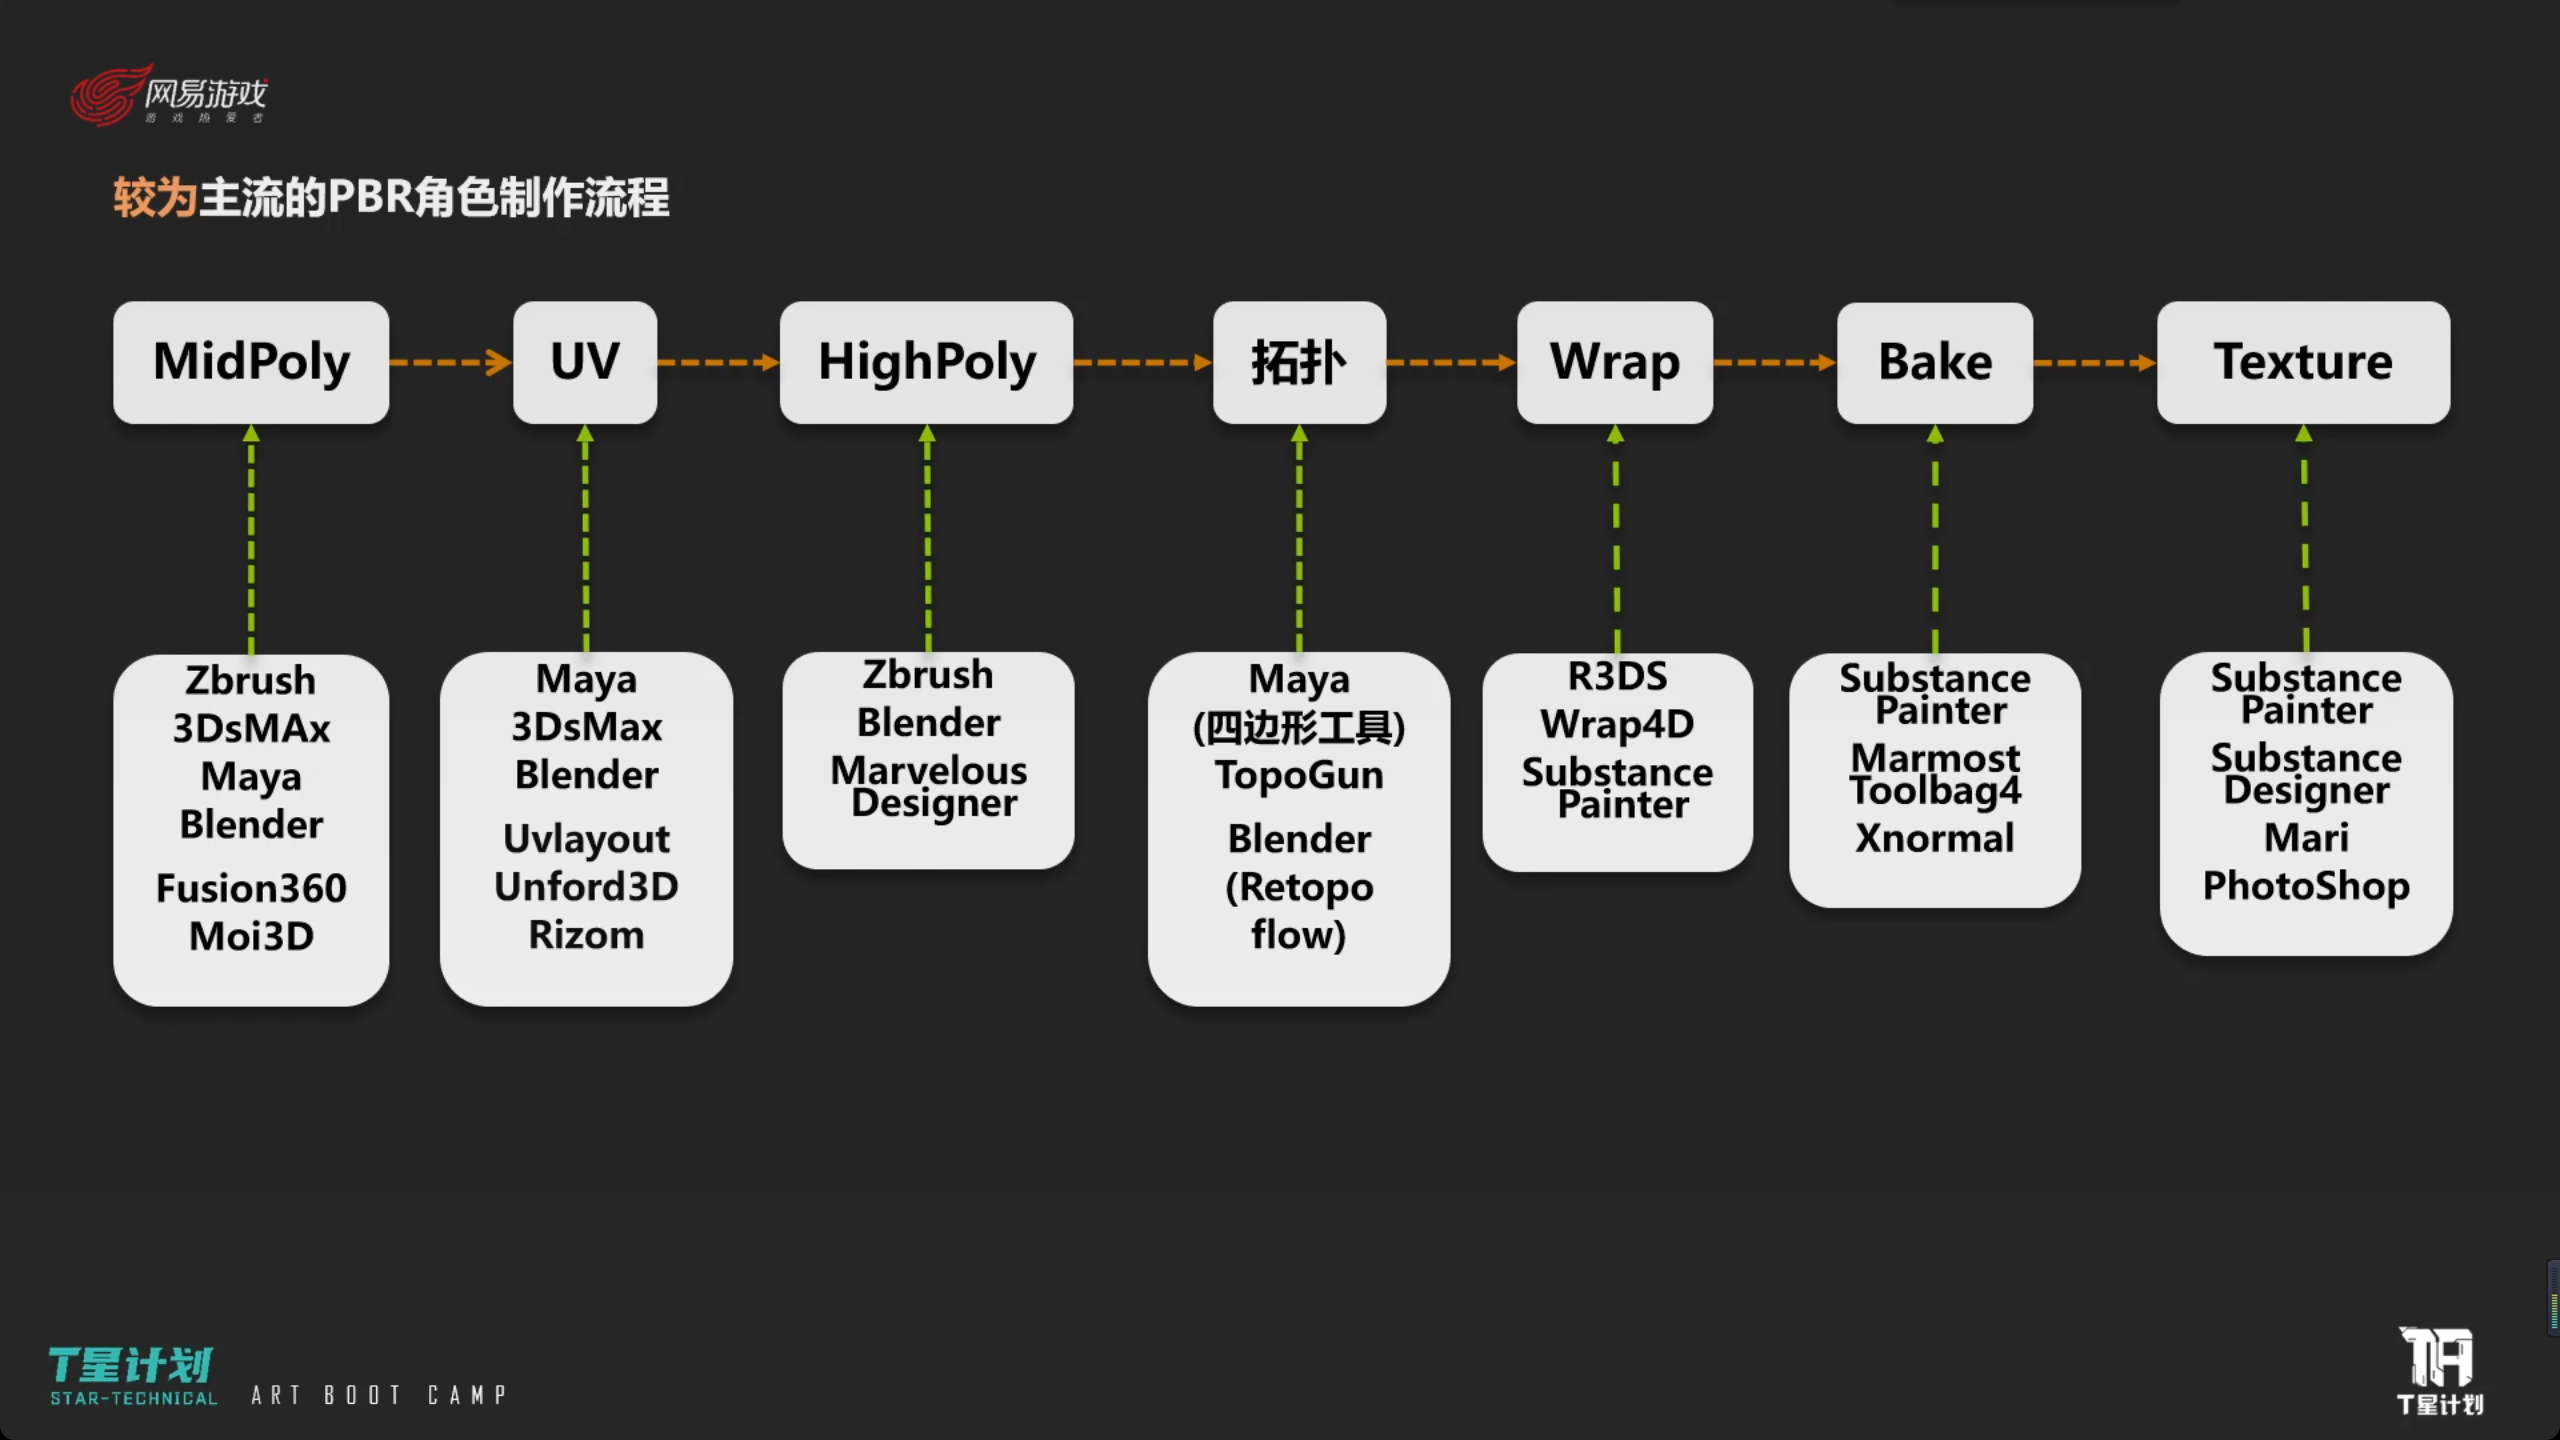 网易游戏
游戏热爱者
较为主流的PBR角色制作流程
MidPoly
UV
HighPoly
拓扑
Wrap
Bake
Texture
Zbrush
3DsMAx
Maya
Blender
Fusion360
Moi3D
Maya
3DsMax
Blender
Uvlayout
Unford3D
Rizom
Zbrush
Blender
Marvelous
Designer
Maya
(四边形工具)
TopoGun
Blender
(Retopo
flow)
R3DS
Wrap4D
Substance
Painter
Substance
Painter
Marmost
Toolbag4
Xnormal
Substance
Painter
Substance
Designer
Mari
PhotoShop
T星计划
STAR-TECHNICAL
ART BOOT CAMP
TA
T星计划